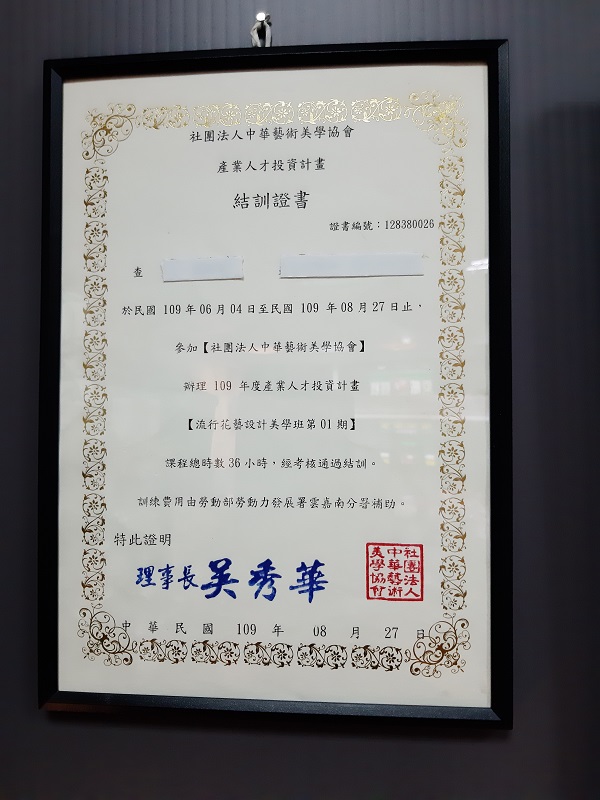 社團法人中華藝術美學協會
產業人才投資計畫
結訓證書
證書編號：128380026
查
於民國 109 年 06 月 04 日至民國 109 年 08 月 27 日止，
參加【社團法人中華藝術美學協會】
辦理 109 年度產業人才投資計畫
【流行花藝設計美學班第 01 期】
課程總時數 36 小時，經考核通過結訓。
訓練費用由勞動部勞動力發展署雲嘉南分署補助。
特此證明
理事長 吳秀華
社團法人
中華藝術
美學協會
中 華 民 國 109 年 08 月 27 日